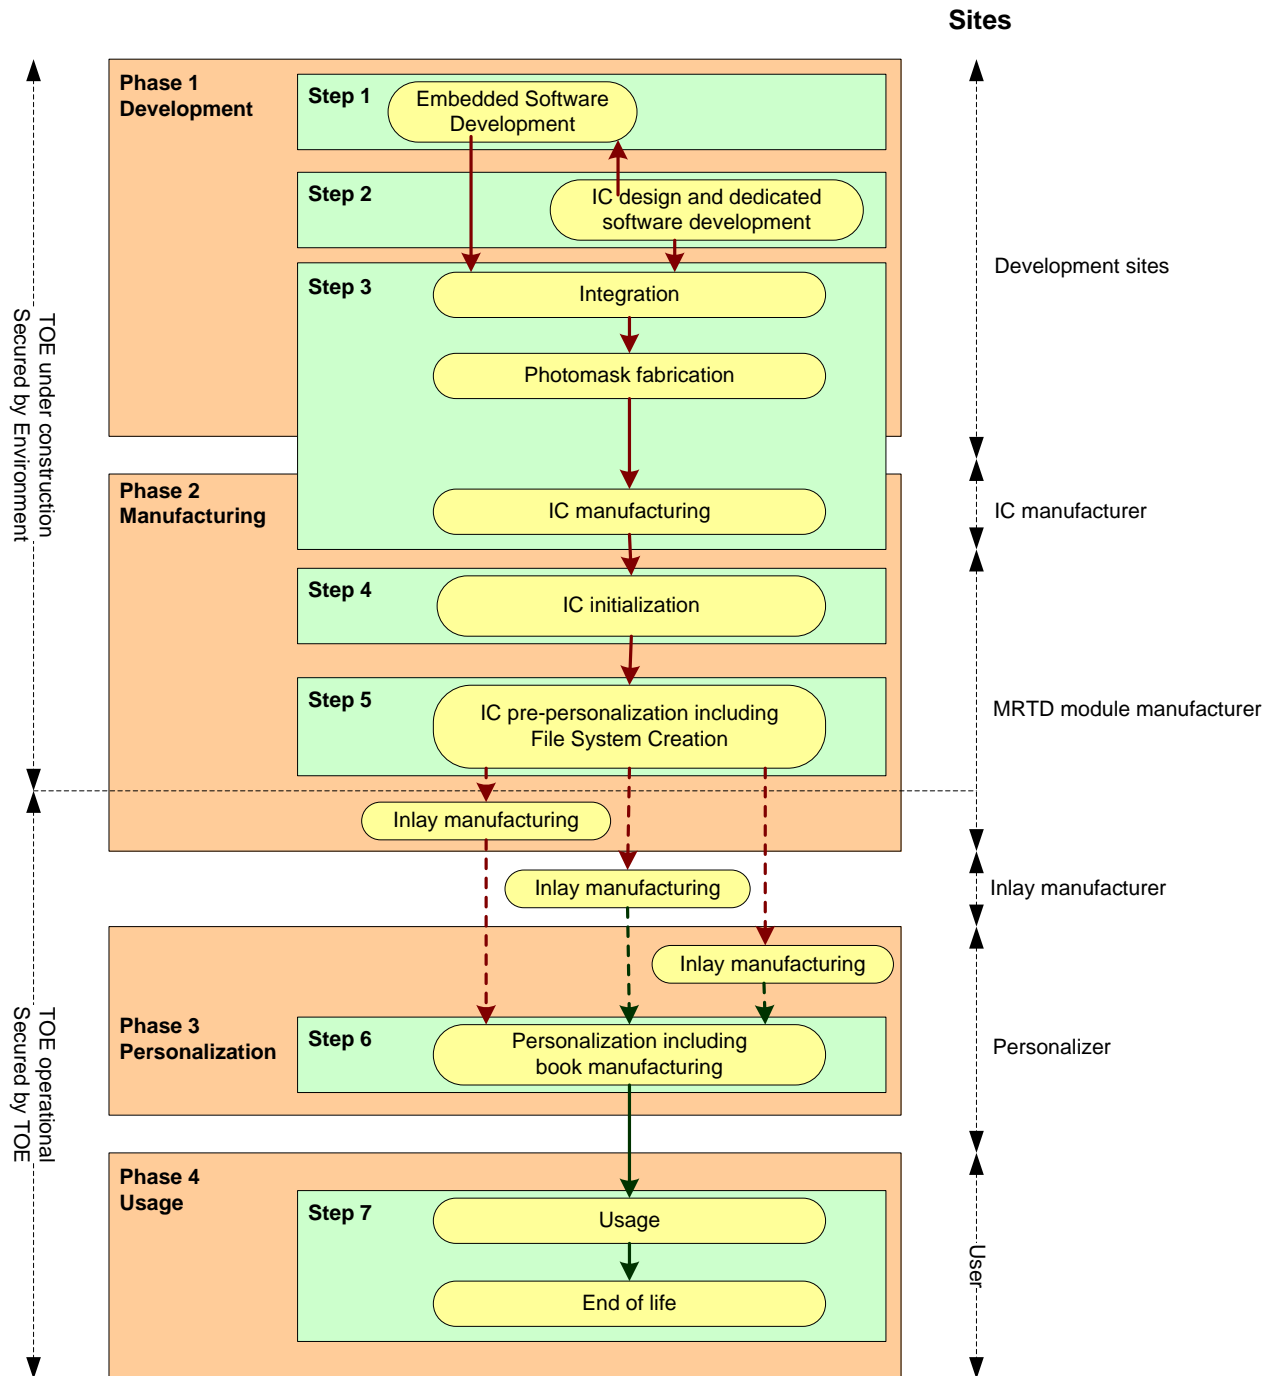 Sites
Phase 1
Development
Step 1
Embedded Software
Development
Step 2
IC design and dedicated
software development
Step 3
Integration
Photomask fabrication
Development sites
TOE under construction
Secured by Environment
Phase 2
Manufacturing
IC manufacturing
IC manufacturer
Step 4
IC initialization
Step 5
IC pre-personalization including
File System Creation
MRTD module manufacturer
Inlay manufacturing
Inlay manufacturing
Inlay manufacturer
Inlay manufacturing
Phase 3
Personalization
Step 6
Personalization including
book manufacturing
Personalizer
TOE operational
Secured by TOE
Phase 4
Usage
Step 7
Usage
End of life
User